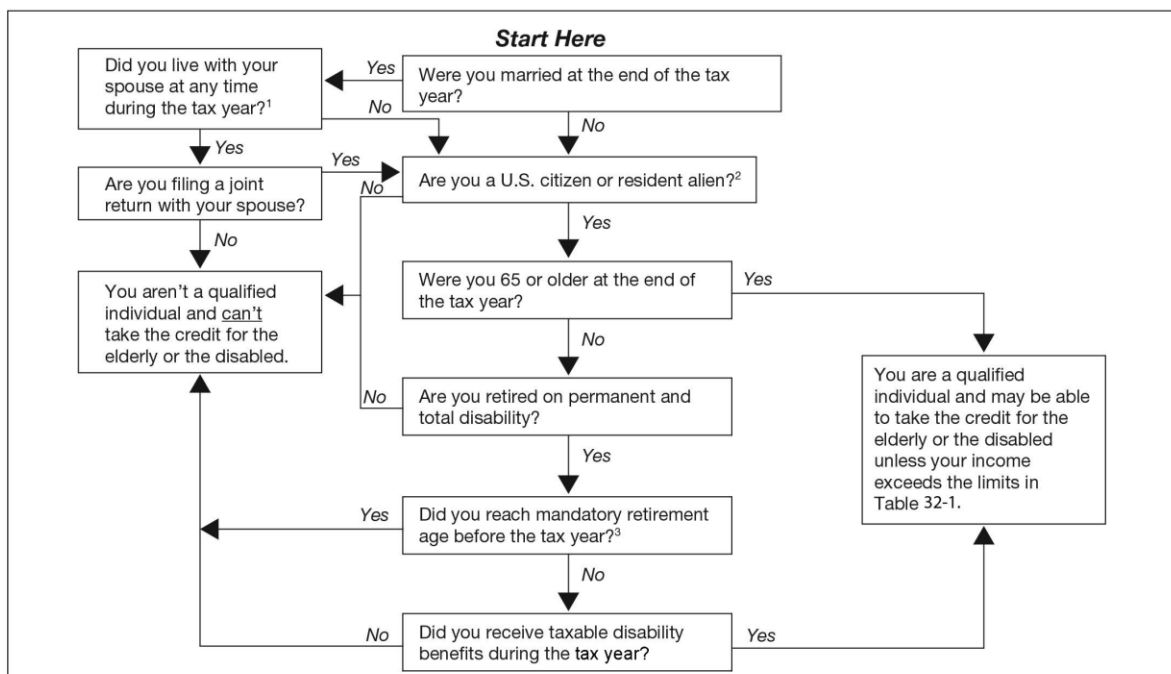 Start Here
Did you live with your
spouse at any time
during the tax year?¹
Yes
Were you married at the end of the tax
year?
No
No
Yes
Are you filing a joint
return with your spouse?
Yes
Are you a U.S. citizen or resident alien?²
No
No
Yes
You aren't a qualified
individual and can't
take the credit for the
elderly or the disabled.
Were you 65 or older at the end of
the tax year?
Yes
No
No
Are you retired on permanent and
total disability?
You are a qualified
individual and may be able
to take the credit for the
elderly or the disabled
unless your income
exceeds the limits in
Table 32-1.
Yes
Yes
Did you reach mandatory retirement
age before the tax year?³
No
No
Did you receive taxable disability
benefits during the tax year?
Yes